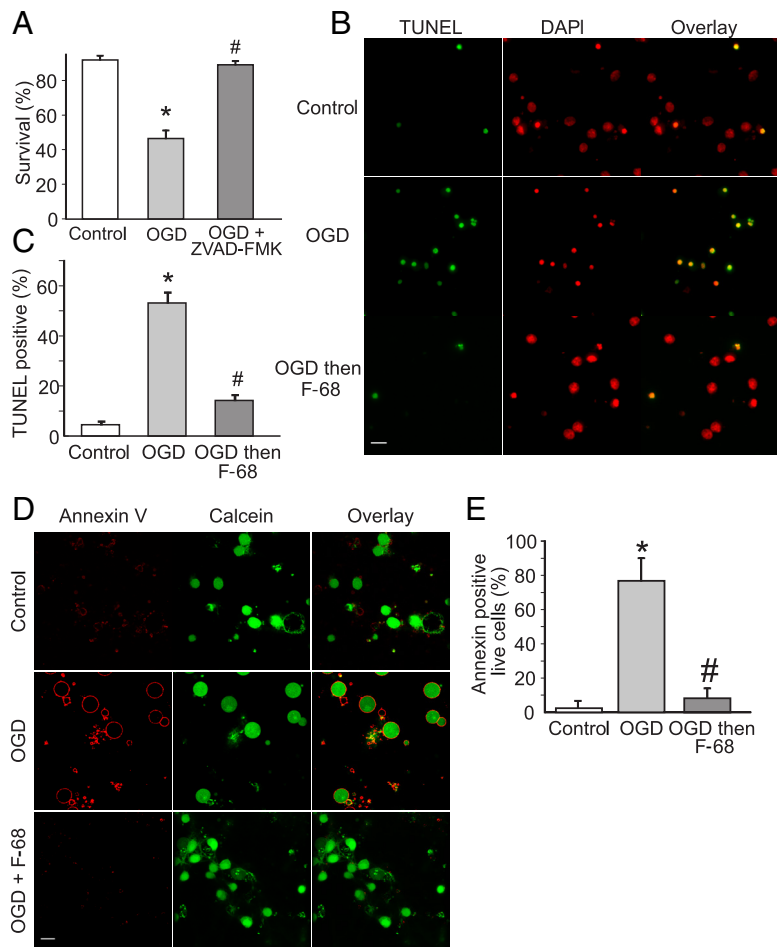 A
Survival (%)
80
60
40
20
0
*
#
Control
OGD
OGD +
ZVAD-FMK
B
TUNEL
DAPI
Overlay
Control
OGD
OGD then
F-68
C
TUNEL positive (%)
60
40
20
0
*
#
Control
OGD
OGD then
F-68
D
Annexin V
Calcein
Overlay
Control
OGD
OGD + F-68
E
Annexin positive
live cells (%)
100
80
60
40
20
0
*
#
Control
OGD
OGD then
F-68